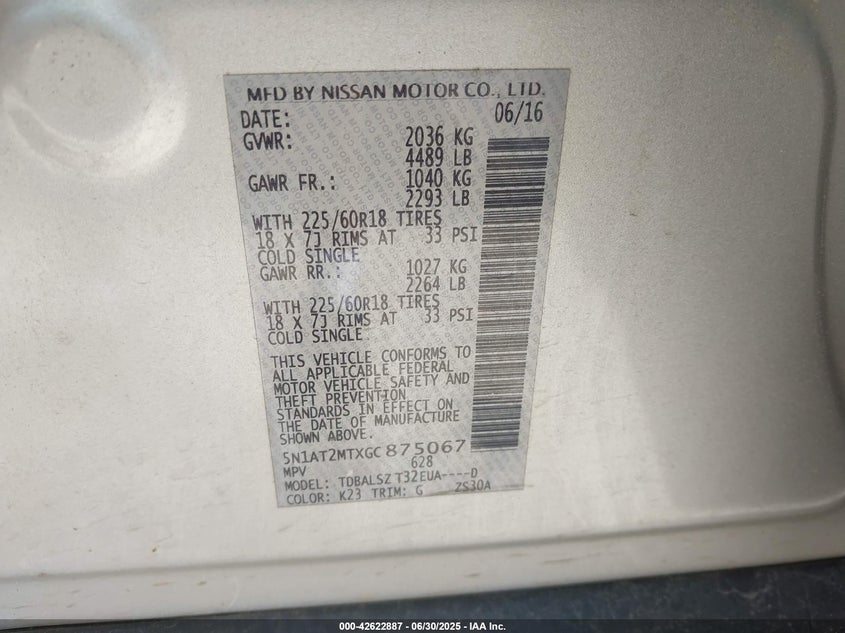 MFD BY NISSAN MOTOR CO., LTD.
DATE: 06/16
GVWR: 2036 KG
4489 LB
GAWR FR.: 1040 KG
2293 LB
WITH 225/60R18 TIRES
18 X 7J RIMS AT 33 PSI
COLD SINGLE
GAWR RR.: 1027 KG
2264 LB
WITH 225/60R18 TIRES
18 X 7J RIMS AT 33 PSI
COLD SINGLE
THIS VEHICLE CONFORMS TO
ALL APPLICABLE FEDERAL
MOTOR VEHICLE SAFETY AND
THEFT PREVENTION
STANDARDS IN EFFECT ON
THE DATE OF MANUFACTURE
SHOWN ABOVE.
5N1AT2MTXGC875067
MPV 628
MODEL: TDBALSZ T32EUA----D
COLOR: K23 TRIM: G ZS30A
000-42622887 - 06/30/2025 - IAA Inc.